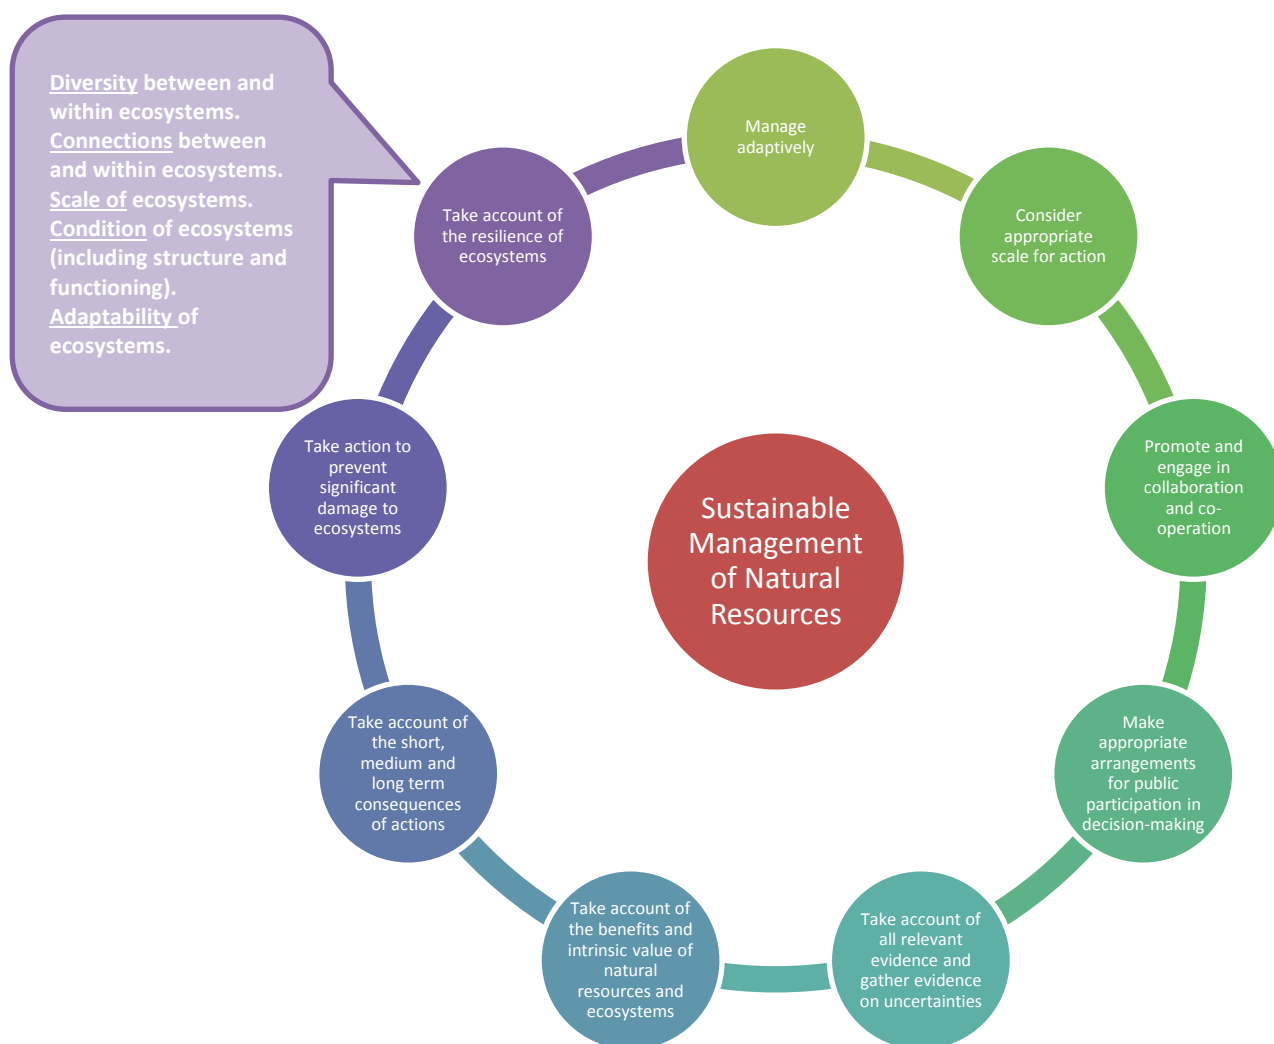 Diversity between and
within ecosystems.
Connections between
and within ecosystems.
Scale of ecosystems.
Condition of ecosystems
(including structure and
functioning).
Adaptability of
ecosystems.
Manage
adaptively
Consider
appropriate
scale for action
Promote and
engage in
collaboration
and co-
operation
Make
appropriate
arrangements
for public
participation in
decision-making
Take account of
all relevant
evidence and
gather evidence
on uncertainties
Take account of
the benefits and
intrinsic value of
natural
resources and
ecosystems
Take account of
the short,
medium and
long term
consequences
of actions
Take action to
prevent
significant
damage to
ecosystems
Take account of
the resilience of
ecosystems
Sustainable
Management
of Natural
Resources